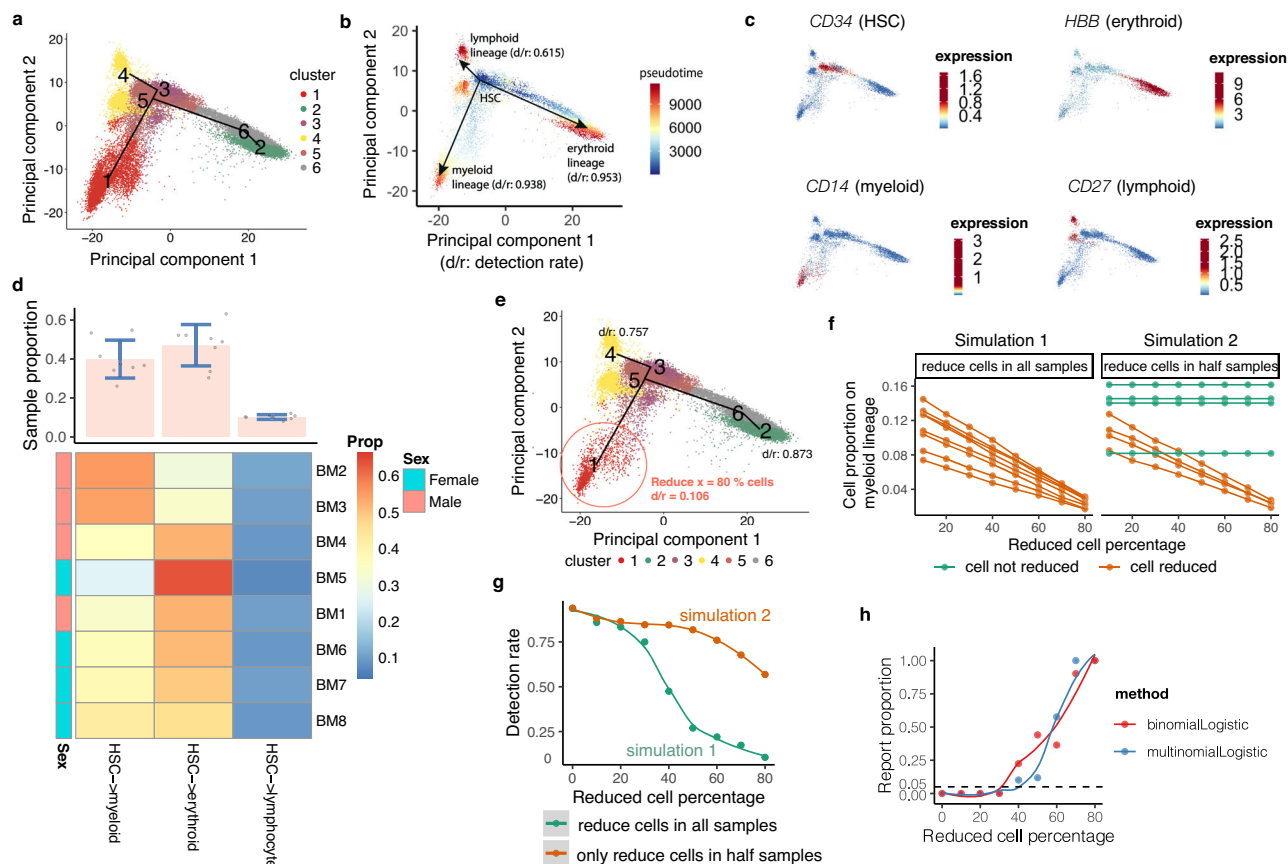 a
Principal component 2
20
10
0
-10
-20
4
3
5
6
2
1
-20
0
20
Principal component 1
cluster
1
2
3
4
5
6
b
Principal component 2
20
10
0
-10
-20
lymphoid
lineage (d/r: 0.615)
HSC
erythroid
lineage
(d/r: 0.953)
myeloid
lineage (d/r: 0.938)
-20
0
20
Principal component 1
(d/r: detection rate)
pseudotime
9000
6000
3000
c
CD34 (HSC)
expression
1.6
1.2
0.8
0.4
HBB (erythroid)
expression
9
6
3
CD14 (myeloid)
expression
3
2
1
CD27 (lymphoid)
expression
2.5
2.0
1.5
1.0
0.5
d
Sample proportion
0.6
0.4
0.2
0.0
Prop
0.6
0.5
0.4
0.3
0.2
0.1
Sex
Female
Male
BM2
BM3
BM4
BM5
BM1
BM6
BM7
BM8
Sex
HSC->myeloid
HSC->erythroid
HSC->lymphocyte
e
Principal component 2
20
10
0
-10
-20
d/r: 0.757
4
3
5
6
2
d/r: 0.873
1
Reduce x = 80 % cells
d/r = 0.106
-20
0
20
Principal component 1
cluster 1 2 3 4 5 6
f
Simulation 1
Simulation 2
reduce cells in all samples
reduce cells in half samples
Cell proportion on
myeloid lineage
0.16
0.12
0.08
0.04
20 40 60 80
20 40 60 80
Reduced cell percentage
cell not reduced
cell reduced
g
Detection rate
0.75
0.50
0.25
0
simulation 2
simulation 1
0 20 40 60 80
Reduced cell percentage
reduce cells in all samples
only reduce cells in half samples
h
Report proportion
1.00
0.75
0.50
0.25
0.05
0.00
0 20 40 60 80
Reduced cell percentage
method
binomialLogistic
multinomialLogistic